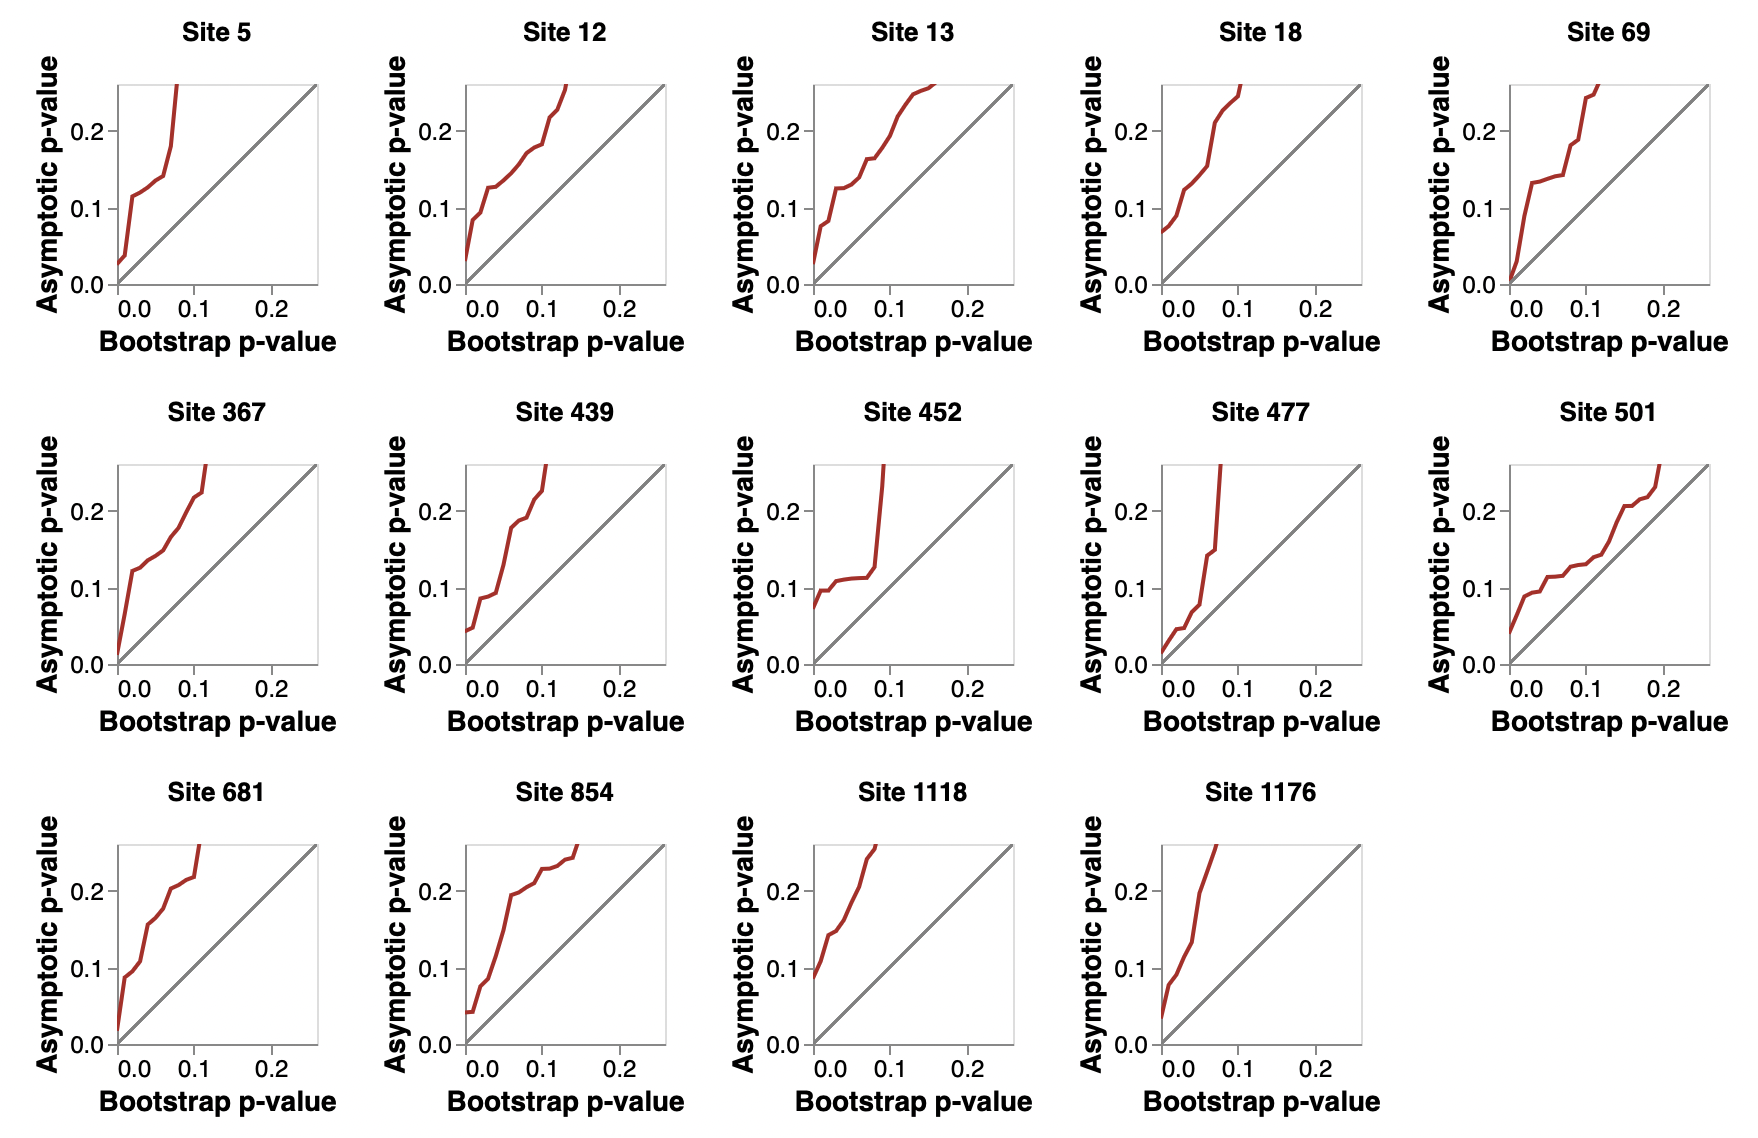 Site 5
Asymptotic p-value
0.2
0.1
0.0
0.0 0.1 0.2
Bootstrap p-value
Site 12
Asymptotic p-value
0.2
0.1
0.0
0.0 0.1 0.2
Bootstrap p-value
Site 13
Asymptotic p-value
0.2
0.1
0.0
0.0 0.1 0.2
Bootstrap p-value
Site 18
Asymptotic p-value
0.2
0.1
0.0
0.0 0.1 0.2
Bootstrap p-value
Site 69
Asymptotic p-value
0.2
0.1
0.0
0.0 0.1 0.2
Bootstrap p-value
Site 367
Asymptotic p-value
0.2
0.1
0.0
0.0 0.1 0.2
Bootstrap p-value
Site 439
Asymptotic p-value
0.2
0.1
0.0
0.0 0.1 0.2
Bootstrap p-value
Site 452
Asymptotic p-value
0.2
0.1
0.0
0.0 0.1 0.2
Bootstrap p-value
Site 477
Asymptotic p-value
0.2
0.1
0.0
0.0 0.1 0.2
Bootstrap p-value
Site 501
Asymptotic p-value
0.2
0.1
0.0
0.0 0.1 0.2
Bootstrap p-value
Site 681
Asymptotic p-value
0.2
0.1
0.0
0.0 0.1 0.2
Bootstrap p-value
Site 854
Asymptotic p-value
0.2
0.1
0.0
0.0 0.1 0.2
Bootstrap p-value
Site 1118
Asymptotic p-value
0.2
0.1
0.0
0.0 0.1 0.2
Bootstrap p-value
Site 1176
Asymptotic p-value
0.2
0.1
0.0
0.0 0.1 0.2
Bootstrap p-value